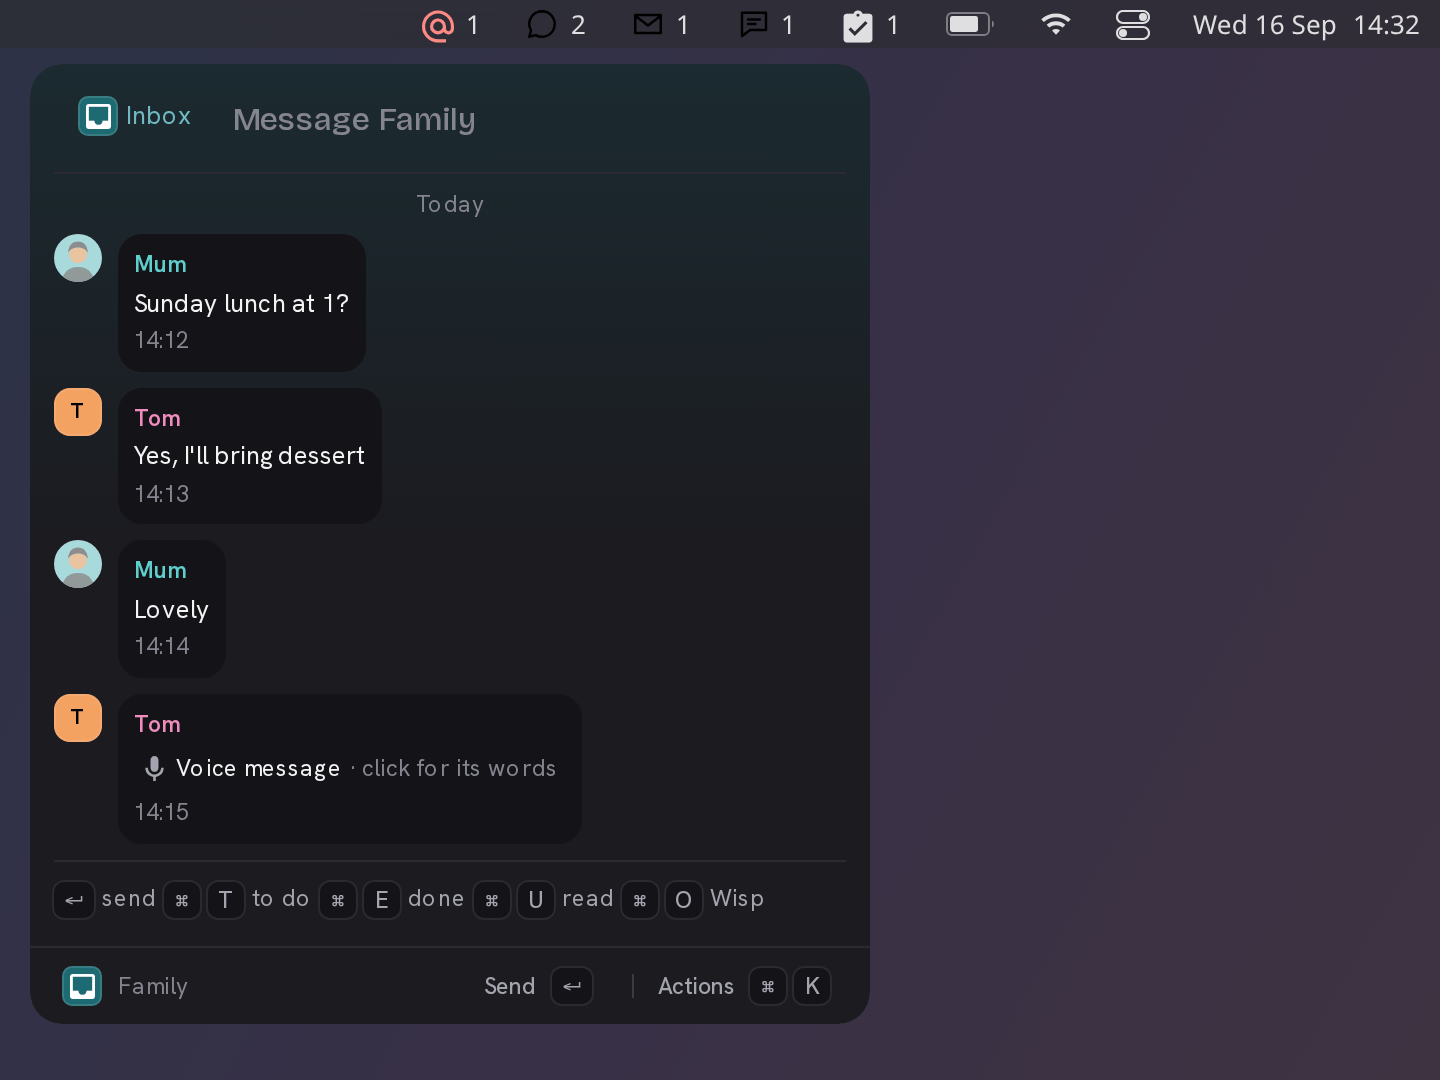 1 2 1 1 1 Wed 16 Sep 14:32
Inbox Message Family
Today
Mum
Sunday lunch at 1?
14:12
T
Tom
Yes, I'll bring dessert
14:13
Mum
Lovely
14:14
T
Tom
Voice message · click for its words
14:15
↵ send ⌘ T to do ⌘ E done ⌘ U read ⌘ O Wisp
Family Send ↵ Actions ⌘ K